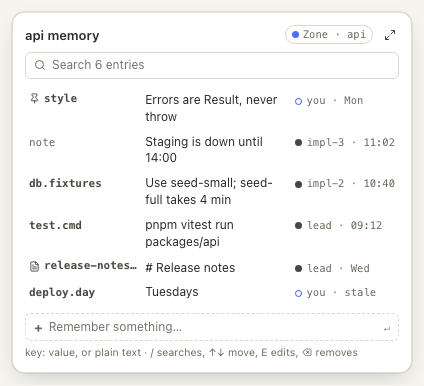 api memory
Zone · api
Search 6 entries
style Errors are Result, never throw you · Mon
note Staging is down until 14:00 impl-3 · 11:02
db.fixtures Use seed-small; seed-full takes 4 min impl-2 · 10:40
test.cmd pnpm vitest run packages/api lead · 09:12
release-notes… # Release notes lead · Wed
deploy.day Tuesdays you · stale
+ Remember something… ↵
key: value, or plain text · / searches, ↑↓ move, E edits, ⌫ removes